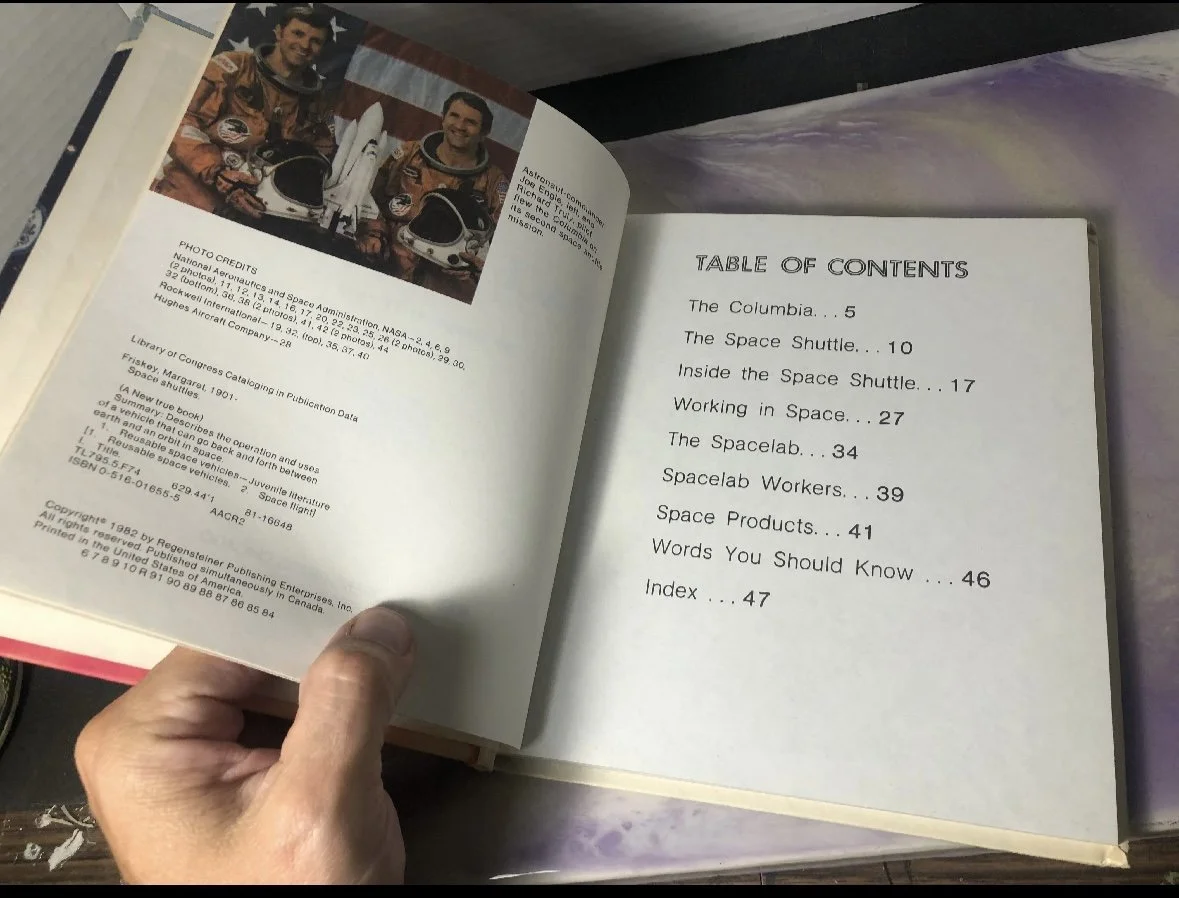 Astronaut-commander
Joe Engle, left, and
Richard Truly, pilot
flew the Columbia on
its second space shuttle
mission.
PHOTO CREDITS
National Aeronautics and Space Administration, NASA—2, 4, 6, 9
(2 photos), 11, 12, 13, 14, 16, 17, 20, 22, 23, 25, 26 (2 photos), 29, 30,
32 (bottom), 36, 38 (2 photos), 41, 42 (2 photos), 44
Rockwell International—19, 32, (top), 35, 37, 40
Hughes Aircraft Company—28
Library of Congress Cataloging in Publication Data
Friskey, Margaret, 1901-
Space shuttles.
(A New true book)
Summary: Describes the operation and uses
of a vehicle that can go back and forth between
earth and an orbit in space.
1. Reusable space vehicles—Juvenile literature
[1. Reusable space vehicles. 2 Space flight]
I. Title.
TL795.5.F74 629.44'1 81-16648
ISBN 0-516-01655-5 AACR2
Copyright® 1982 by Regensteiner Publishing Enterprises, Inc.
All rights reserved. Published simultaneously in Canada.
Printed in the United States of America.
6 7 8 9 10 R 91 90 89 88 87 86 85 84
TABLE OF CONTENTS
The Columbia. . . 5
The Space Shuttle. . . 10
Inside the Space Shuttle. . . 17
Working in Space. . . 27
The Spacelab. . . 34
Spacelab Workers. . . 39
Space Products. . . 41
Words You Should Know . . . 46
Index . . . 47